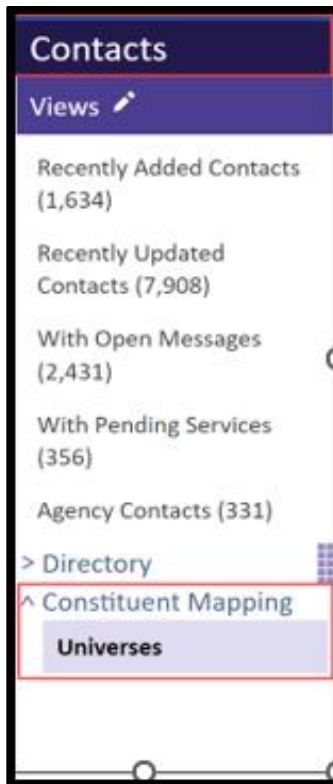 Contacts
Views
Recently Added Contacts
(1,634)
Recently Updated
Contacts (7,908)
With Open Messages
(2,431)
With Pending Services
(356)
Agency Contacts (331)
> Directory
^ Constituent Mapping
Universes